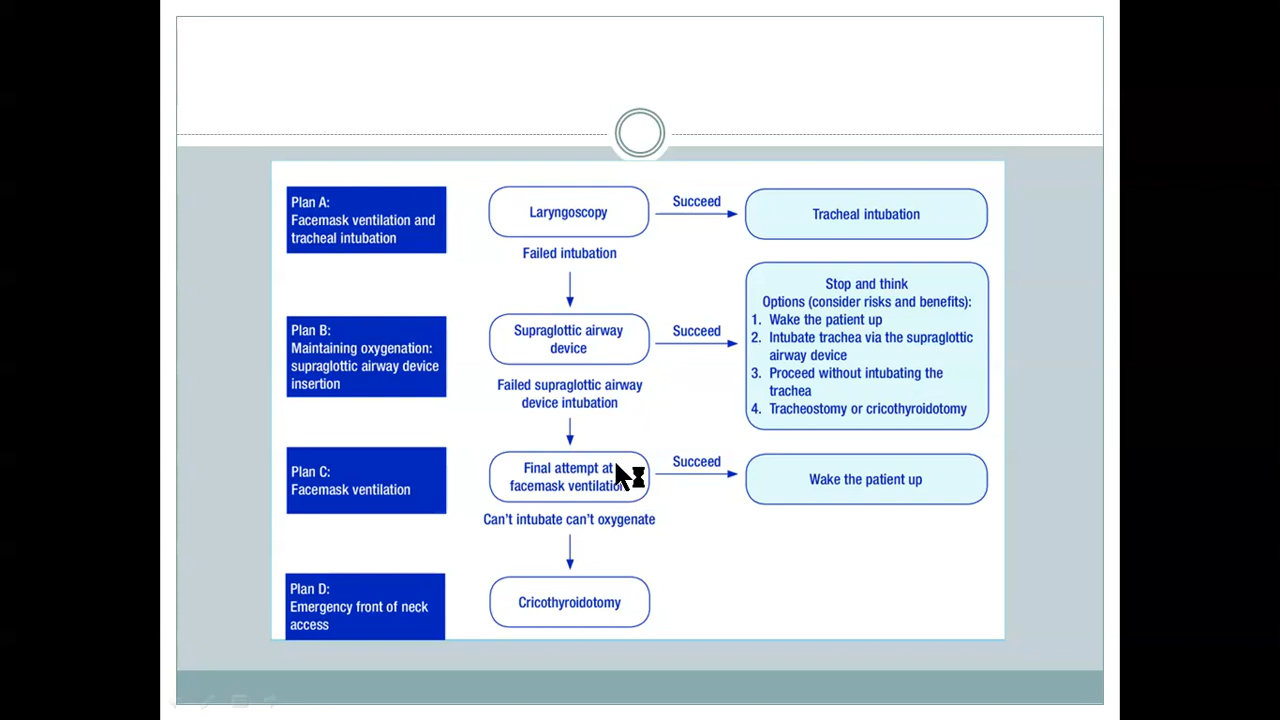 Plan A:
Facemask ventilation and
tracheal intubation
Laryngoscopy
Succeed
Tracheal intubation
Failed intubation
Plan B:
Maintaining oxygenation:
supraglottic airway device
insertion
Supraglottic airway
device
Succeed
Stop and think
Options (consider risks and benefits):
1. Wake the patient up
2. Intubate trachea via the supraglottic
airway device
3. Proceed without intubating the
trachea
4. Tracheostomy or cricothyroidotomy
Failed supraglottic airway
device intubation
Plan C:
Facemask ventilation
Final attempt at
facemask ventilation
Succeed
Wake the patient up
Can't intubate can't oxygenate
Plan D:
Emergency front of neck
access
Cricothyroidotomy